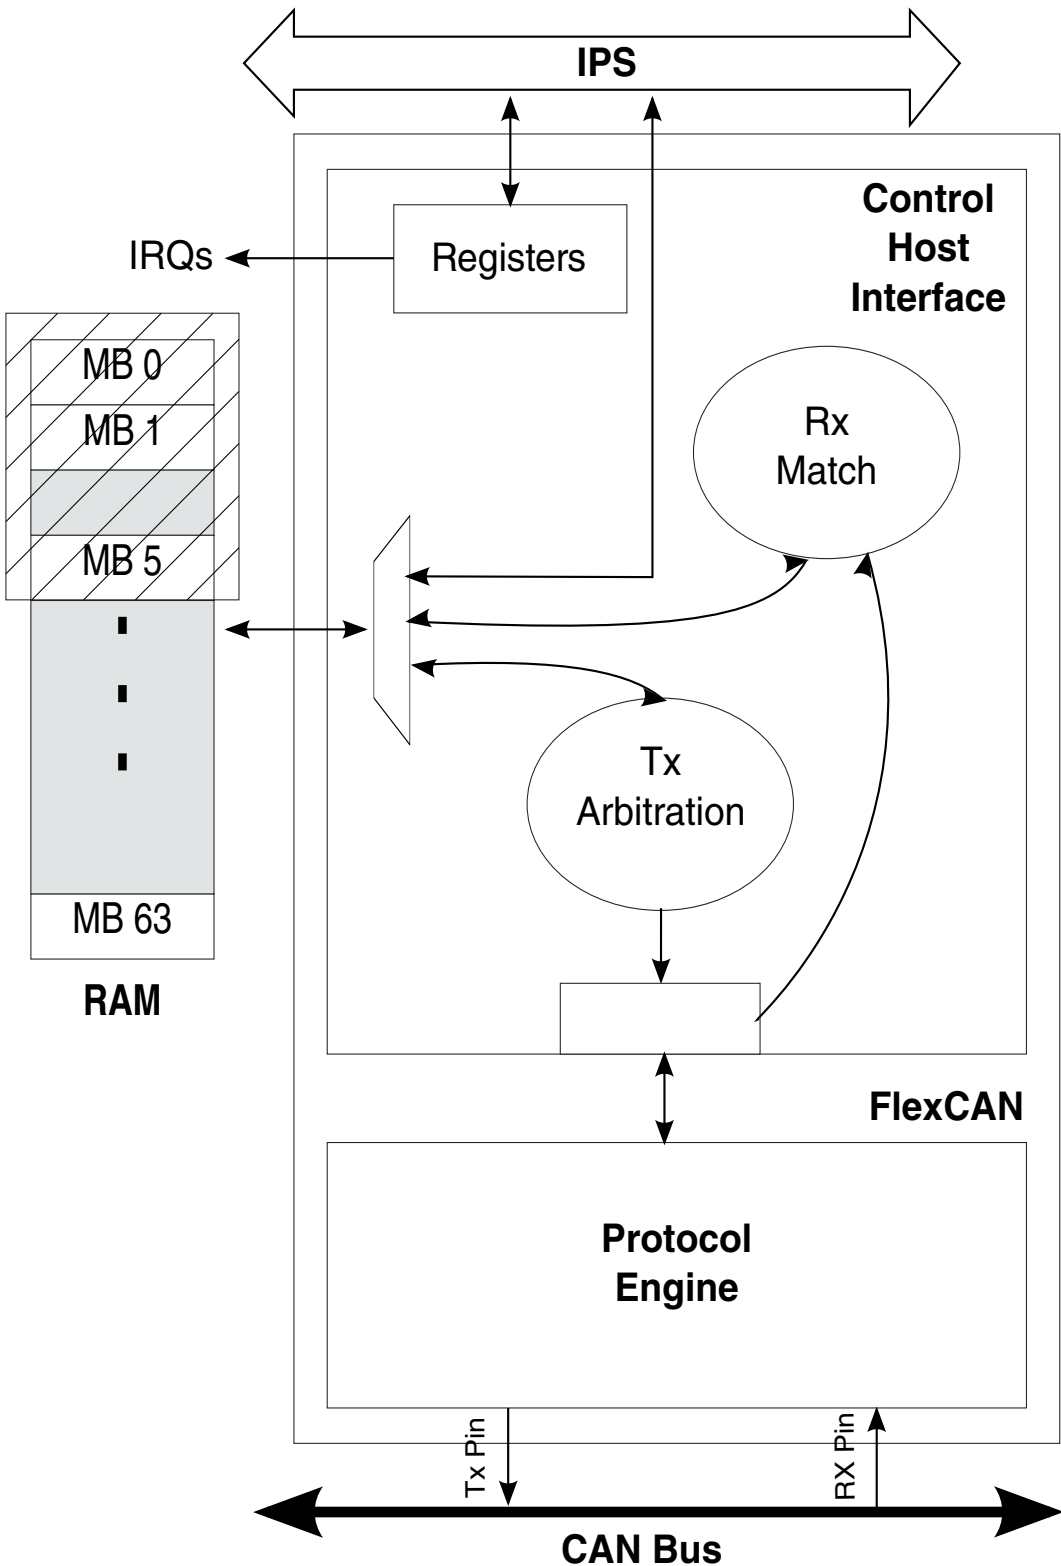 IPS
Control
Host
Interface
IRQs
Registers
MB 0
MB 1
MB 5
MB 63
RAM
Rx
Match
Tx
Arbitration
FlexCAN
Protocol
Engine
Tx Pin
RX Pin
CAN Bus